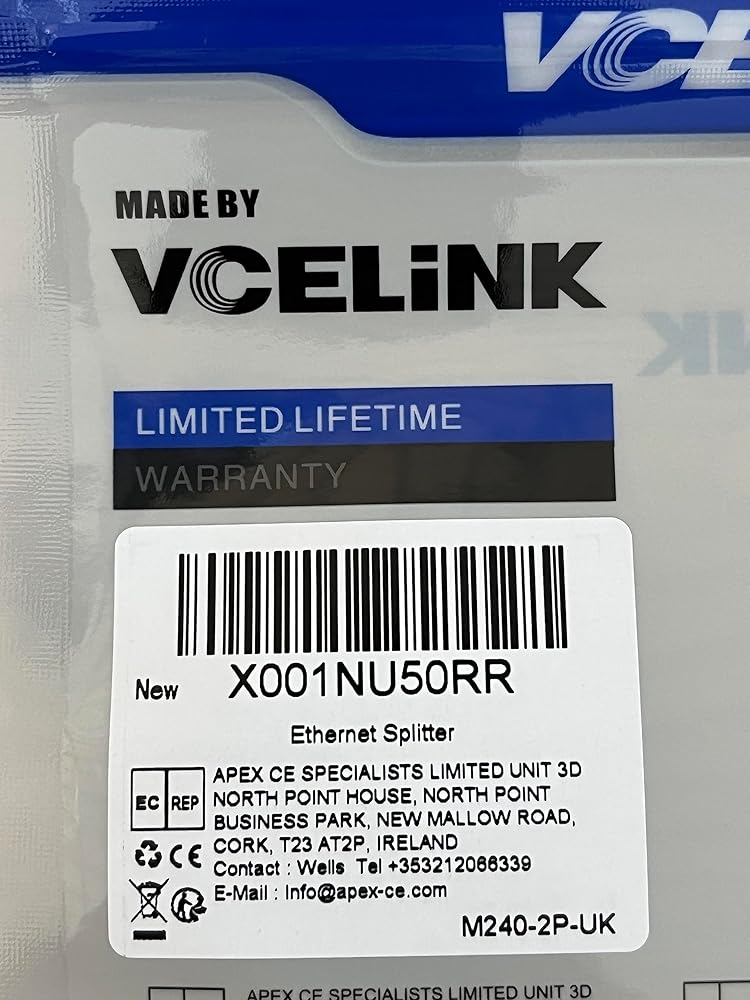 VCE
MADE BY
VCELiNK
NK
LIMITED LIFETIME
WARRANTY
X001NU50RR
New
Ethernet Splitter
EC REP
APEX CE SPECIALISTS LIMITED UNIT 3D
NORTH POINT HOUSE, NORTH POINT
BUSINESS PARK, NEW MALLOW ROAD,
CORK, T23 AT2P, IRELAND
Contact : Wells Tel +353212066339
E-Mail : Info@apex-ce.com
CE
M240-2P-UK
APEX CE SPECIALISTS LIMITED UNIT 3D